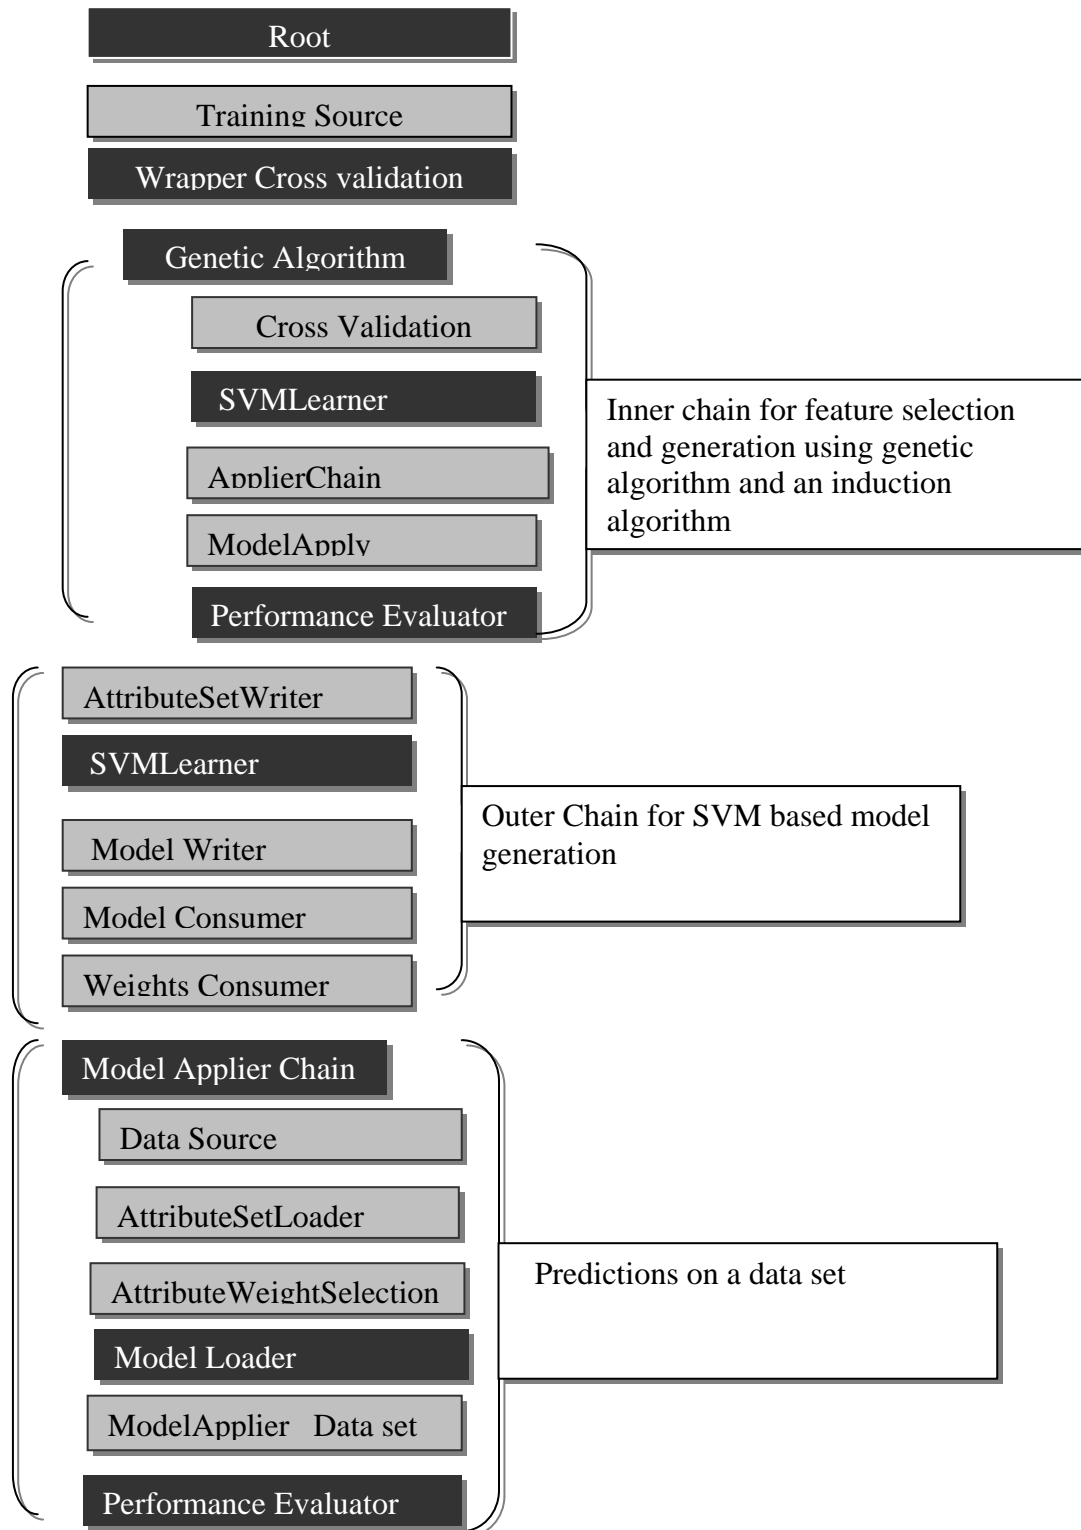 Root
Training Source
Wrapper Cross validation
Genetic Algorithm
Cross Validation
SVMLearner
ApplierChain
ModelApply
Performance Evaluator
Inner chain for feature selection
and generation using genetic
algorithm and an induction
algorithm
AttributeSetWriter
SVMLearner
Model Writer
Model Consumer
Weights Consumer
Outer Chain for SVM based model
generation
Model Applier Chain
Data Source
AttributeSetLoader
AttributeWeightSelection
Model Loader
ModelApplier Data set
Performance Evaluator
Predictions on a data set